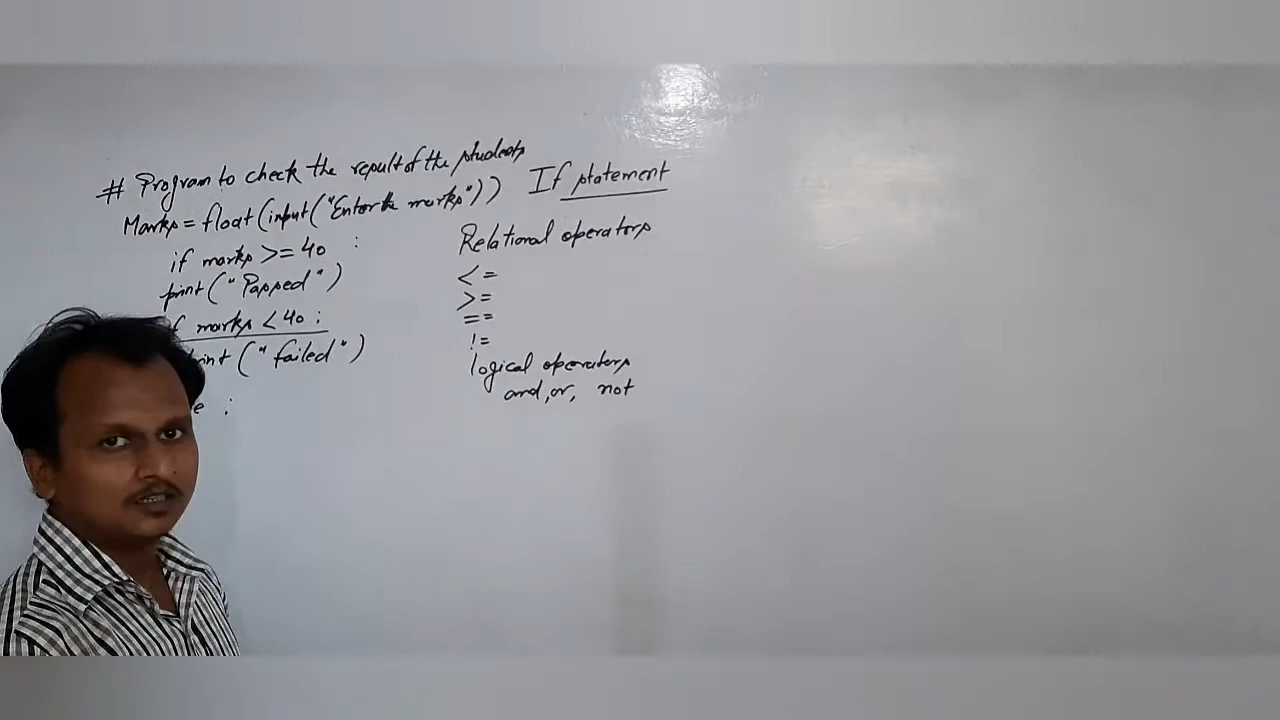 # Program to check the result of the students
If statement
Marks = float(input("Enter the marks"))
if marks >= 40 :
print("Passed")
f marks < 40 :
rint("failed")
e :
Relational operators
<=
>=
==
!=
logical operators
and, or, not